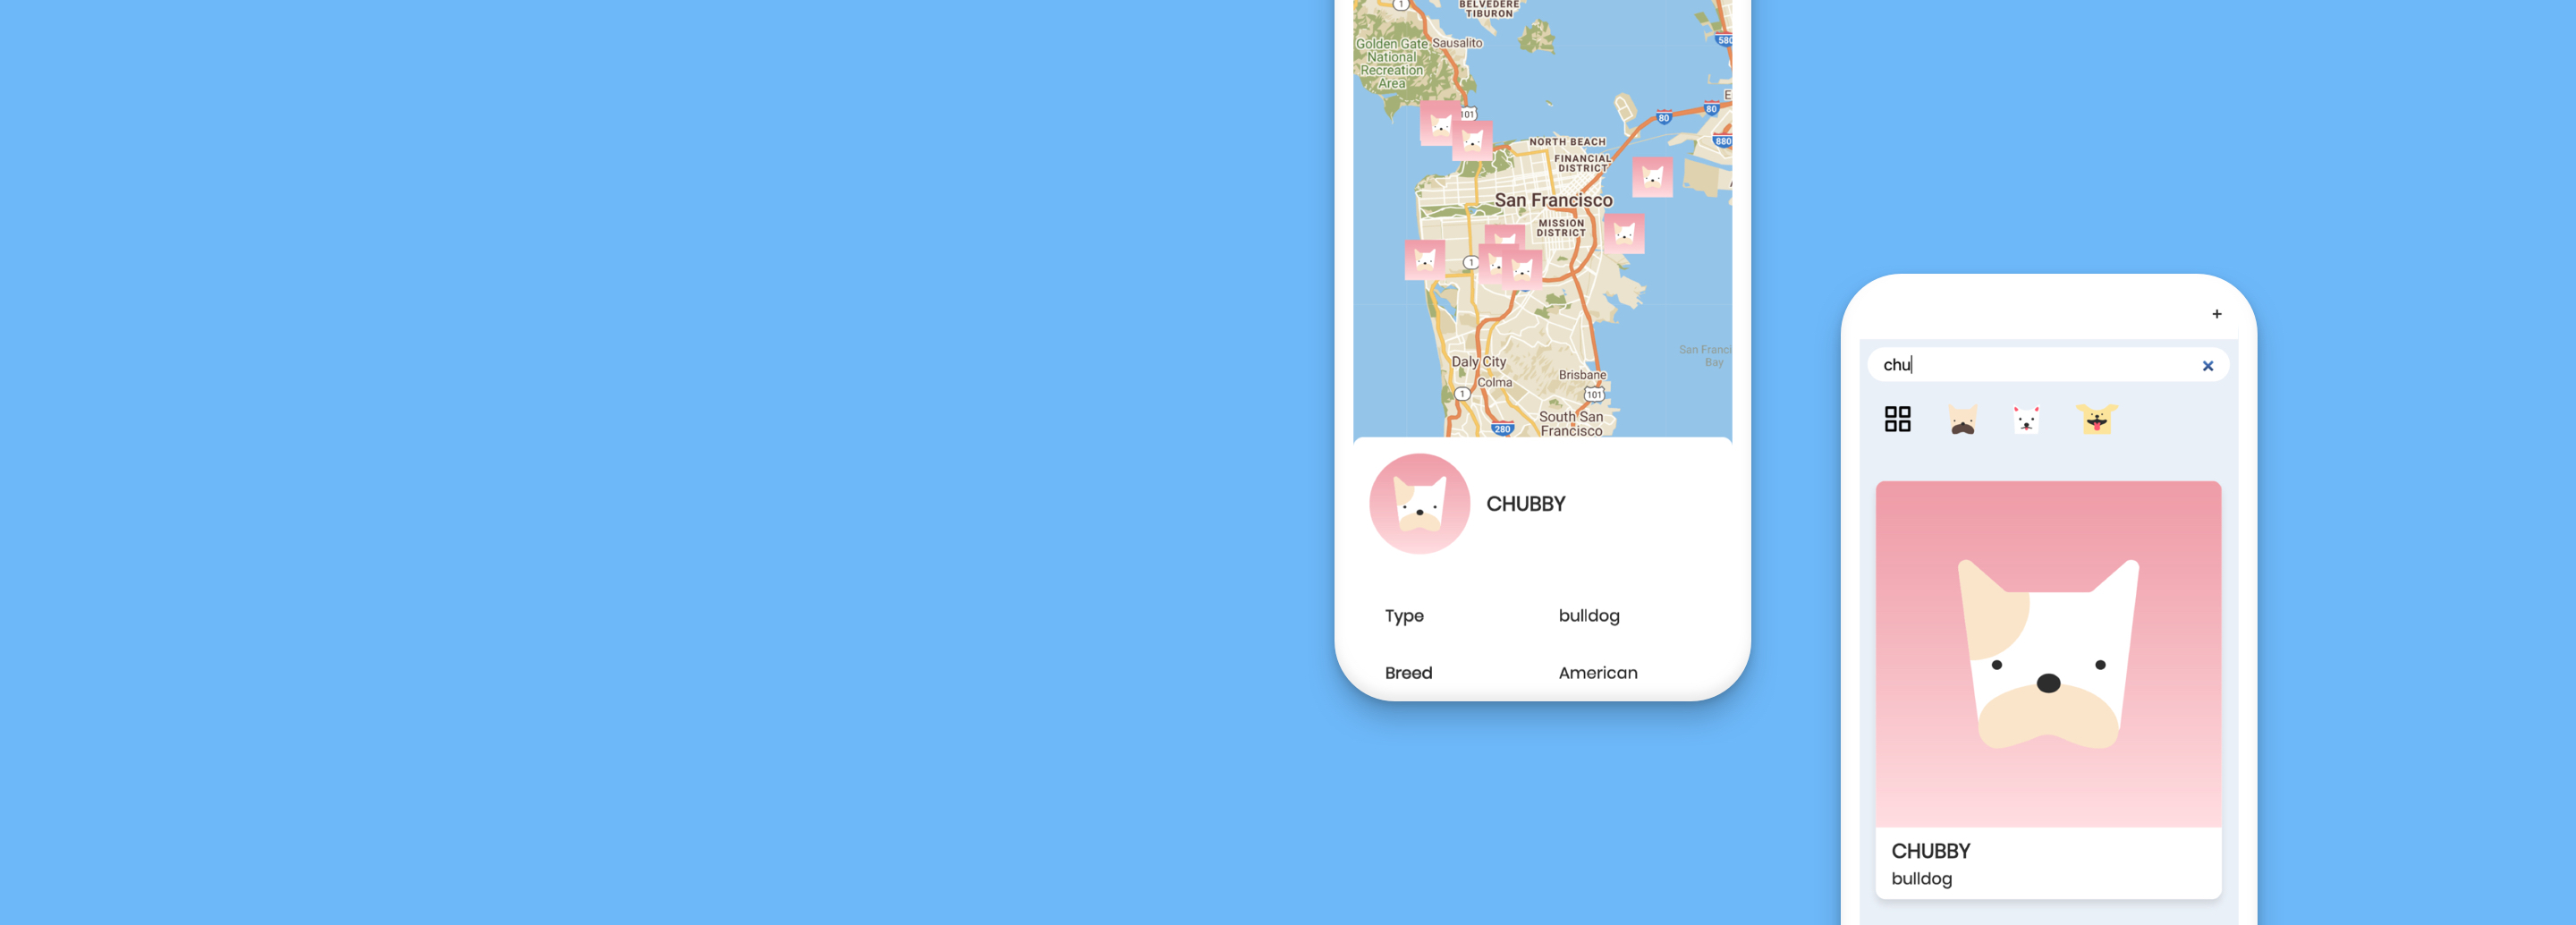 1
BELVEDERE
TIBURON
580
Golden Gate
National
Recreation
Area
Sausalito
101
80
80
880
NORTH BEACH
FINANCIAL
DISTRICT
San Francisco
MISSION
DISTRICT
1
San Franci
Bay
Daly City
Colma
Brisbane
1
101
South San
Francisco
280
CHUBBY
Type bulldog
Breed American
+
chu
×
CHUBBY
bulldog